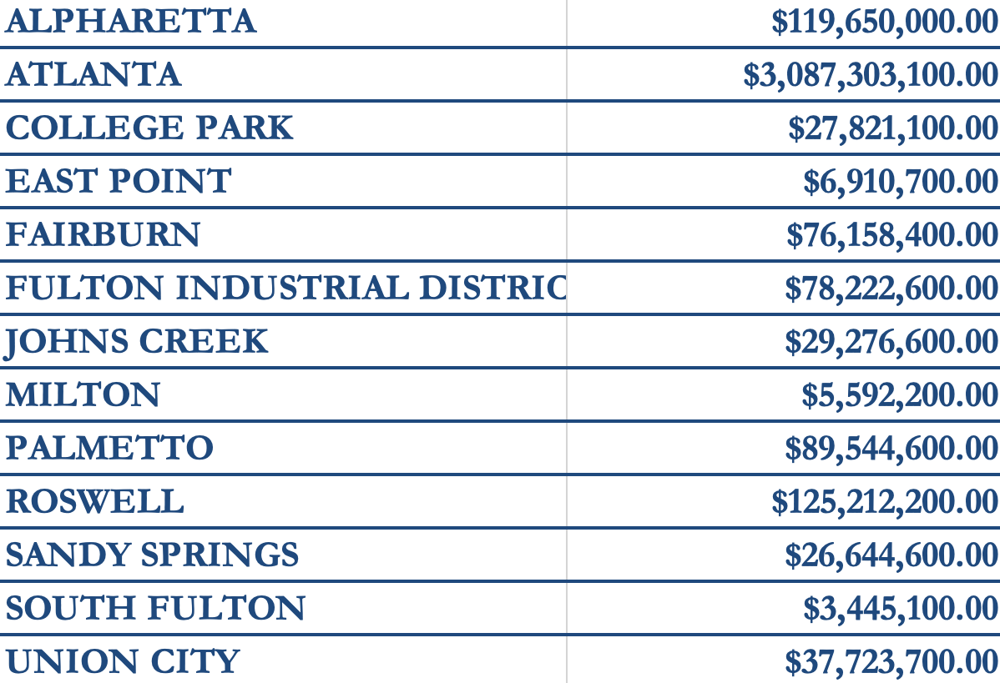 ALPHARETTA $119,650,000.00
ATLANTA $3,087,303,100.00
COLLEGE PARK $27,821,100.00
EAST POINT $6,910,700.00
FAIRBURN $76,158,400.00
FULTON INDUSTRIAL DISTRIC $78,222,600.00
JOHNS CREEK $29,276,600.00
MILTON $5,592,200.00
PALMETTO $89,544,600.00
ROSWELL $125,212,200.00
SANDY SPRINGS $26,644,600.00
SOUTH FULTON $3,445,100.00
UNION CITY $37,723,700.00